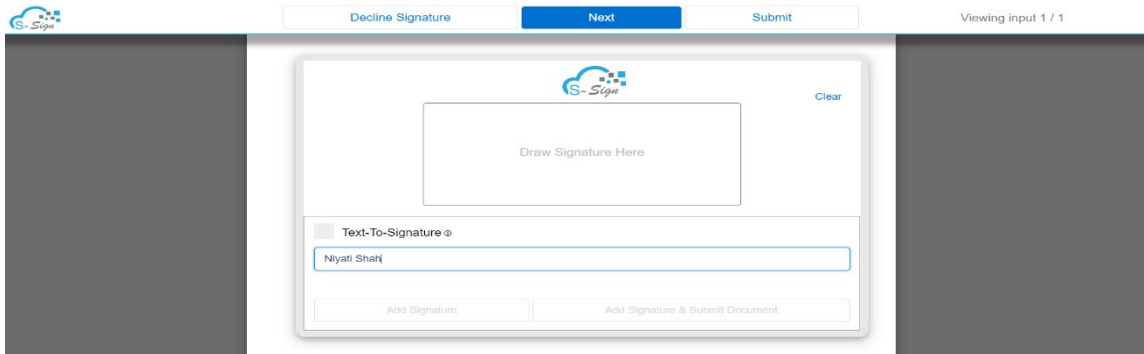 S-Sign
Decline Signature
Next
Submit
Viewing input 1 / 1
S-Sign
Clear
Draw Signature Here
Text-To-Signature
Niyati Shah
Add Signature
Add Signature & Submit Document